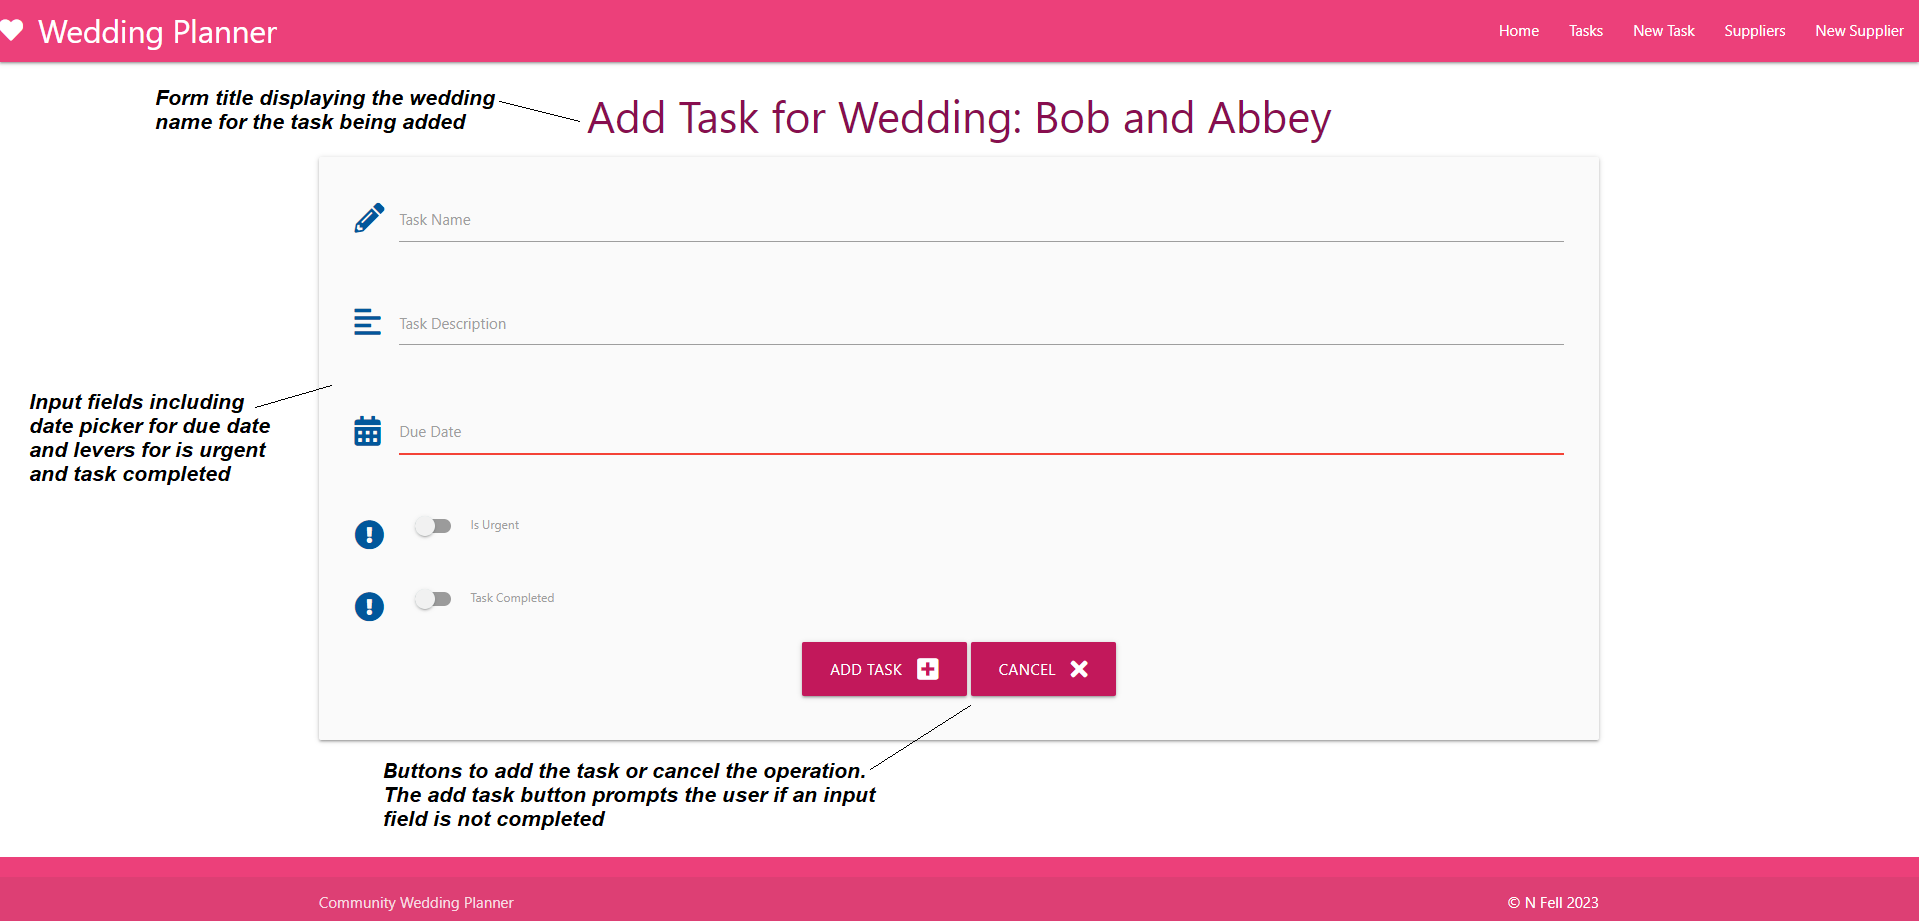 Wedding Planner
Home Tasks New Task Suppliers New Supplier
Form title displaying the wedding
name for the task being added
Add Task for Wedding: Bob and Abbey
Task Name
Task Description
Input fields including
date picker for due date
and levers for is urgent
and task completed
Due Date
Is Urgent
Task Completed
ADD TASK
CANCEL
Buttons to add the task or cancel the operation.
The add task button prompts the user if an input
field is not completed
Community Wedding Planner
© N Fell 2023